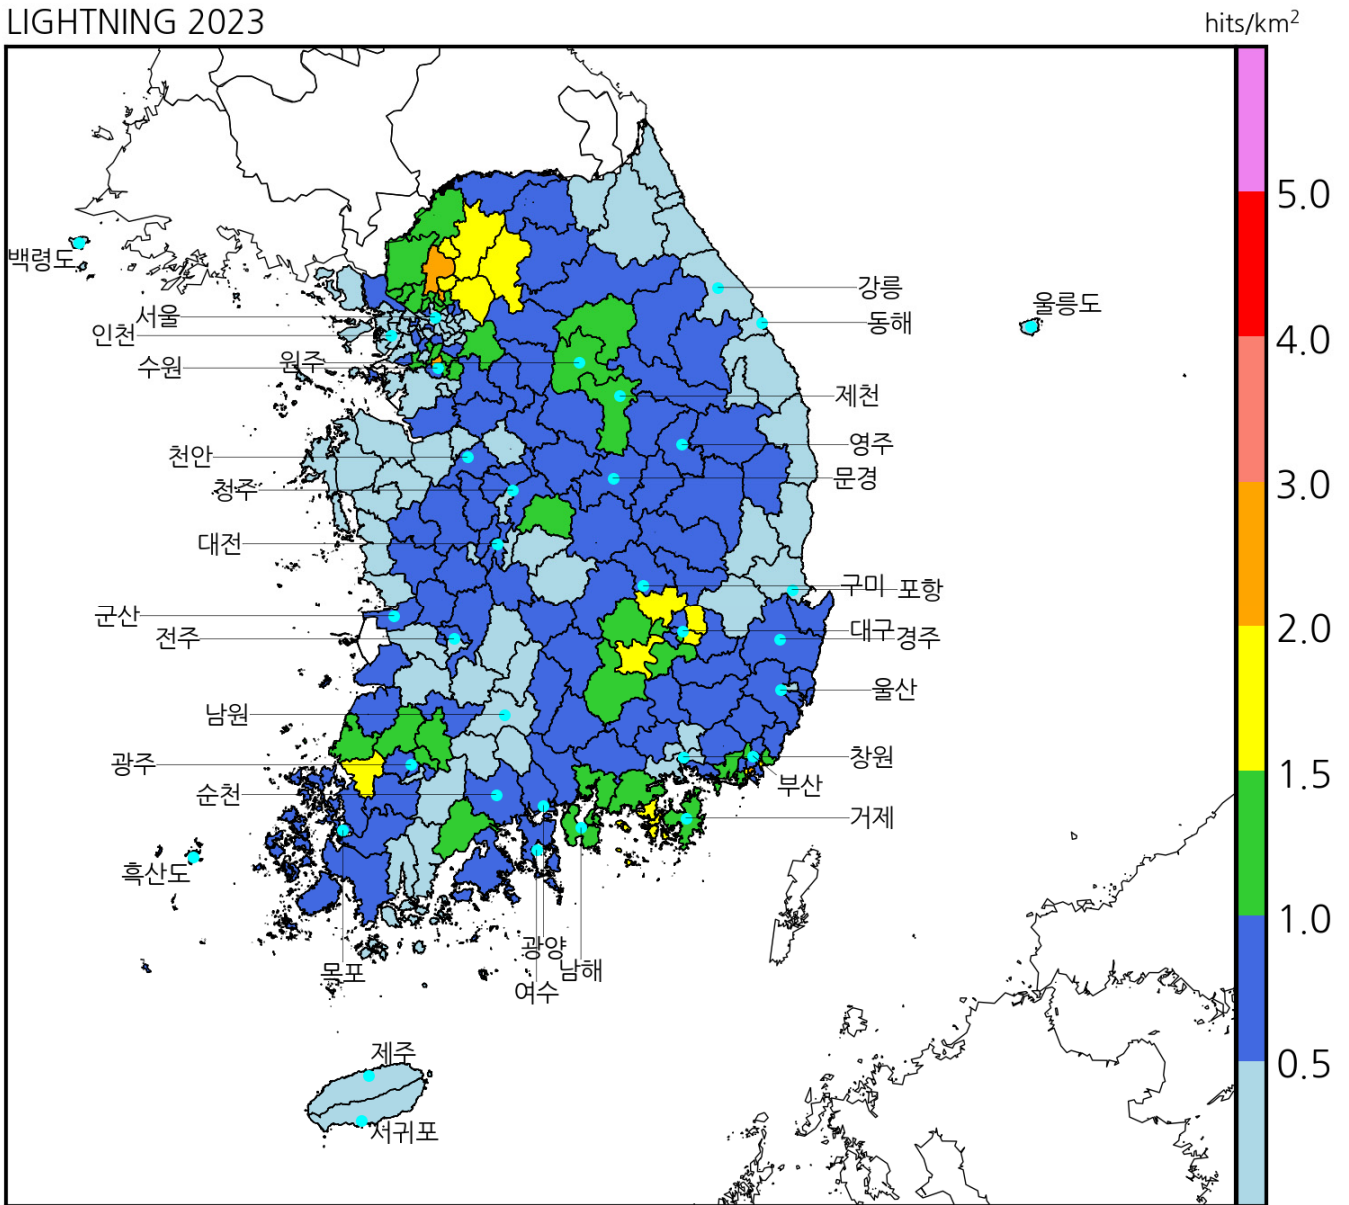 LIGHTNING 2023
hits/km²
5.0
백령도
강릉
울릉도
서울
동해
인천
4.0
수원
원주
제천
영주
천안
문경
3.0
청주
대전
구미
포항
군산
전주
대구
경주
2.0
울산
남원
광주
창원
1.5
부산
순천
거제
흑산도
1.0
광양
목포
남해
여수
제주
0.5
서귀포